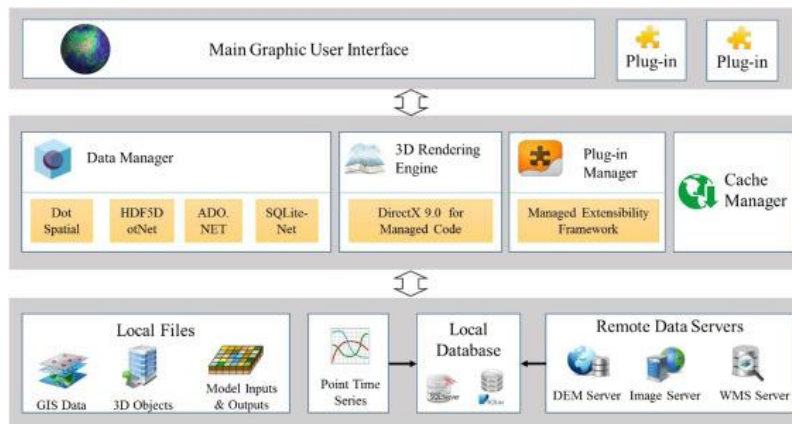 Main Graphic User Interface
Plug-in
Plug-in
Data Manager
Dot
Spatial
HDF5D
otNet
ADO.
NET
SQLite-
Net
3D Rendering
Engine
DirectX 9.0 for
Managed Code
Plug-in
Manager
Managed Extensibility
Framework
Cache
Manager
Local Files
GIS Data
3D Objects
Model Inputs
& Outputs
Point Time
Series
Local
Database
SQL Server
Remote Data Servers
DEM Server
Image Server
WMS Server